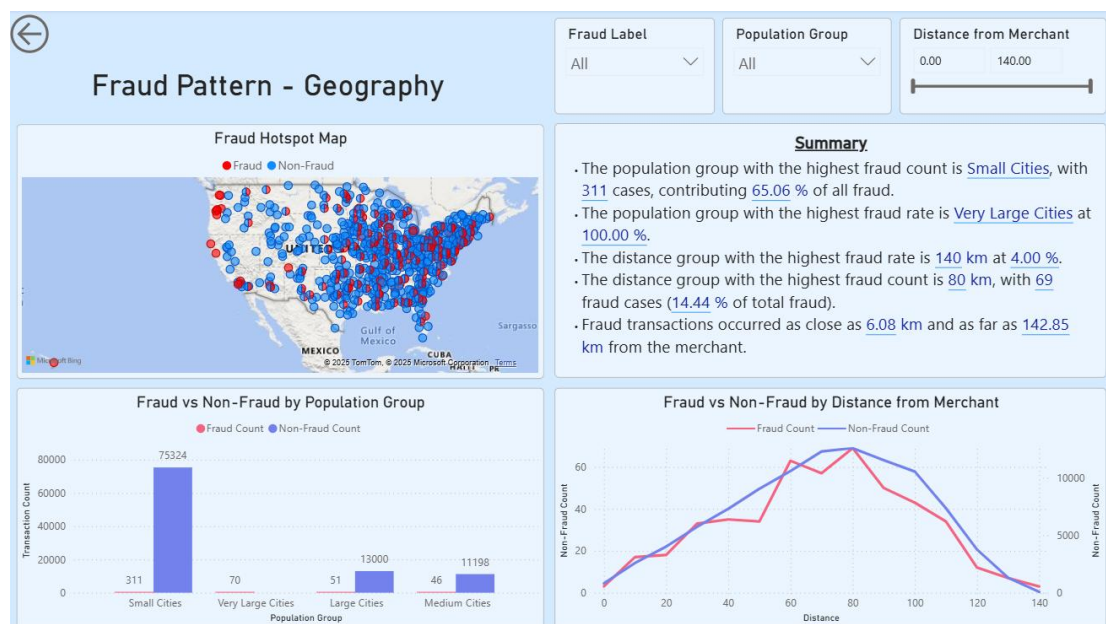 Fraud Pattern - Geography
Fraud Label
All
Population Group
All
Distance from Merchant
0.00
140.00
Fraud Hotspot Map
Fraud
Non-Fraud
Gulf of
Mexico
Sargasso
MEXICO
CUBA
© 2025 TomTom, © 2025 Microsoft Corporation Terms
Summary
· The population group with the highest fraud count is Small Cities, with
311 cases, contributing 65.06 % of all fraud.
· The population group with the highest fraud rate is Very Large Cities at
100.00 %.
· The distance group with the highest fraud rate is 140 km at 4.00 %.
· The distance group with the highest fraud count is 80 km, with 69
fraud cases (14.44 % of total fraud).
· Fraud transactions occurred as close as 6.08 km and as far as 142.85
km from the merchant.
Fraud vs Non-Fraud by Population Group
Fraud Count
Non-Fraud Count
Transaction Count
80000
60000
40000
20000
0
75324
311
70
51
13000
46
11198
Small Cities
Very Large Cities
Large Cities
Medium Cities
Population Group
Fraud vs Non-Fraud by Distance from Merchant
Fraud Count
Non-Fraud Count
Non-Fraud Count
60
40
20
0
10000
5000
0
Non-Fraud Count
0
20
40
60
80
100
120
140
Distance